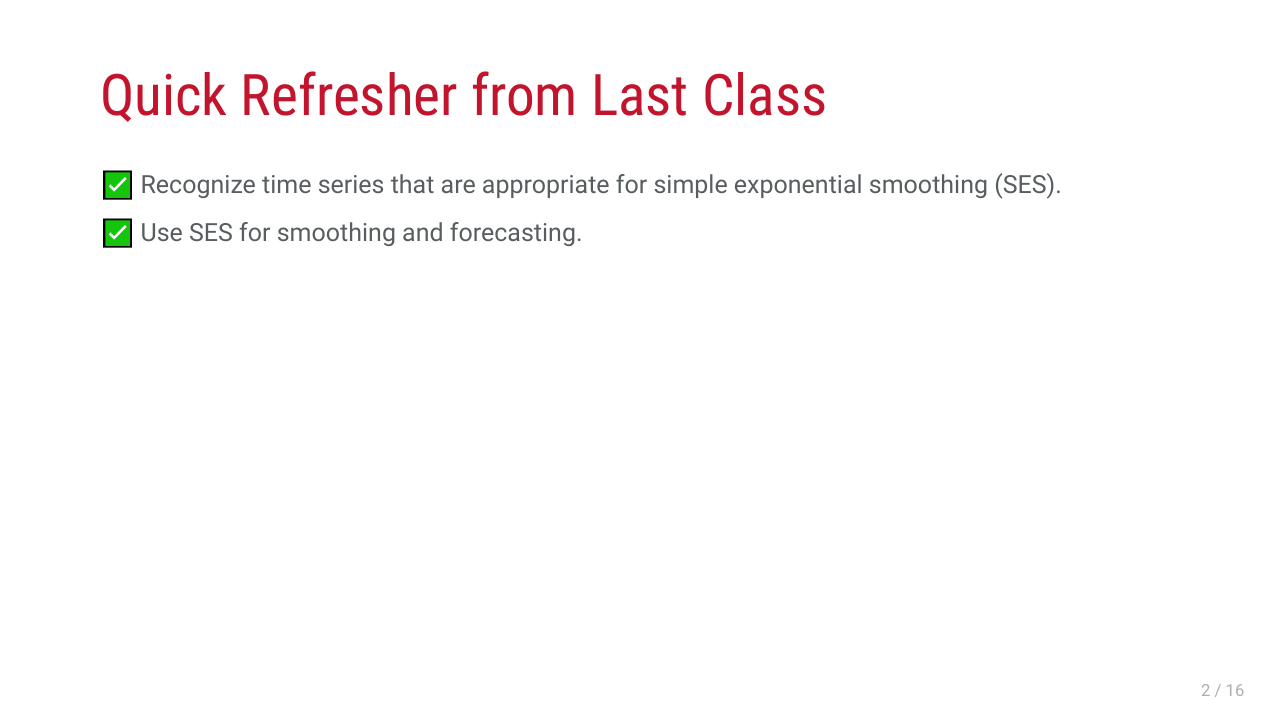 Quick Refresher from Last Class
Recognize time series that are appropriate for simple exponential smoothing (SES).
Use SES for smoothing and forecasting.
2 / 16